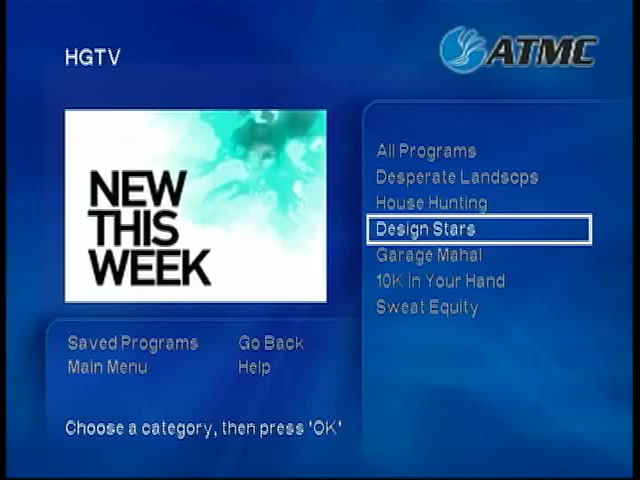 HGTV
ATMC
NEW
THIS
WEEK
All Programs
Desperate Landscps
House Hunting
Design Stars
Garage Mahal
10K In Your Hand
Sweat Equity
Saved Programs
Go Back
Main Menu
Help
Choose a category, then press 'OK'